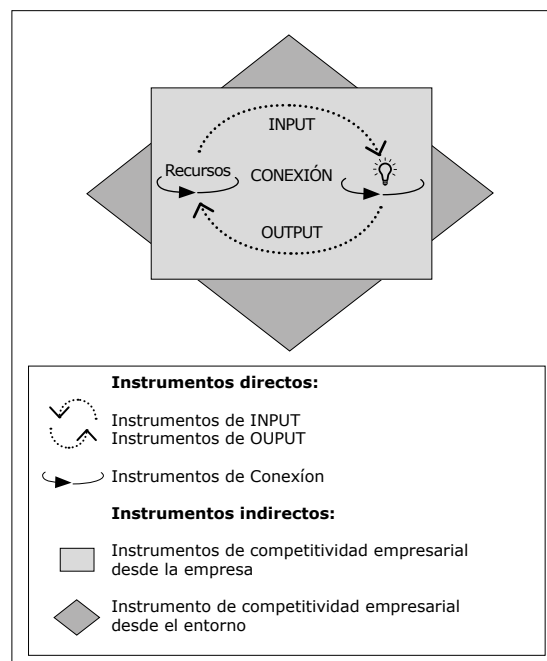 INPUT
Recursos
CONEXIÓN
OUTPUT
Instrumentos directos:
Instrumentos de INPUT
Instrumentos de OUPUT
Instrumentos de Conexíon
Instrumentos indirectos:
Instrumentos de competitividad empresarial
desde la empresa
Instrumento de competitividad empresarial
desde el entorno